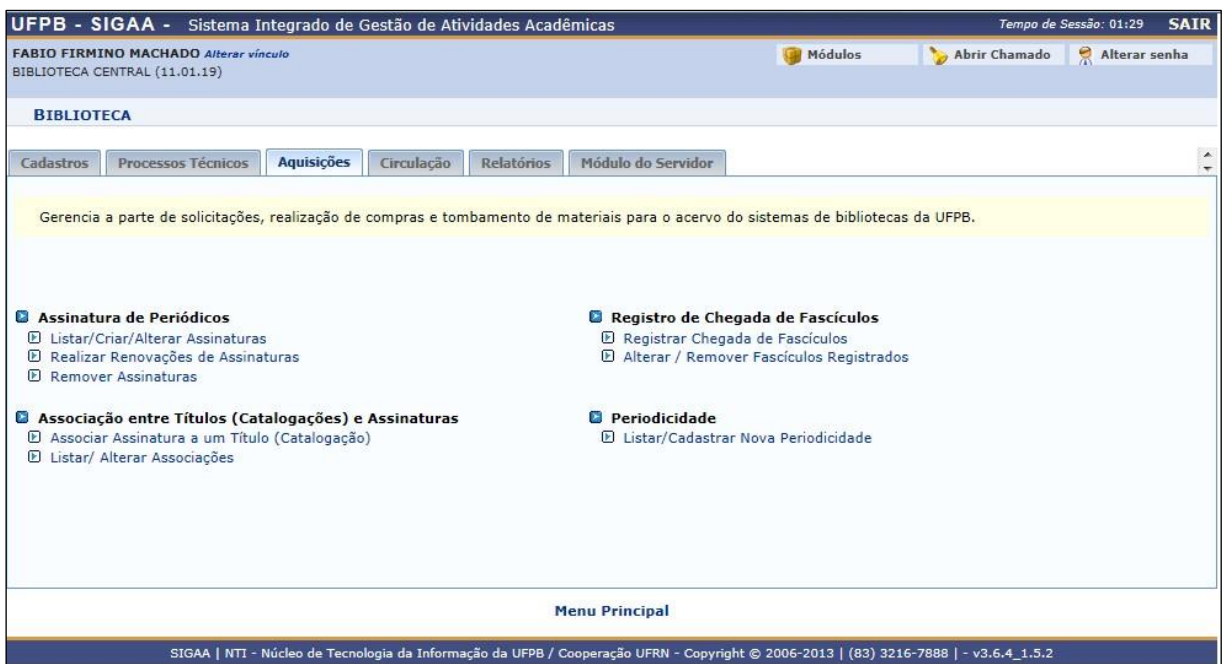 UFPB - SIGAA - Sistema Integrado de Gestão de Atividades Acadêmicas
Tempo de Sessão: 01:29 SAIR
FABIO FIRMINO MACHADO Alterar vínculo
BIBLIOTECA CENTRAL (11.01.19)
Módulos
Abrir Chamado
Alterar senha
BIBLIOTECA
Cadastros
Processos Técnicos
Aquisições
Circulação
Relatórios
Módulo do Servidor
Gerencia a parte de solicitações, realização de compras e tombamento de materiais para o acervo do sistemas de bibliotecas da UFPB.
Assinatura de Periódicos
Listar/Criar/Alterar Assinaturas
Realizar Renovações de Assinaturas
Remover Assinaturas
Registro de Chegada de Fascículos
Registrar Chegada de Fascículos
Alterar / Remover Fascículos Registrados
Associação entre Títulos (Catalogações) e Assinaturas
Associar Assinatura a um Título (Catalogação)
Listar/ Alterar Associações
Periodicidade
Listar/Cadastrar Nova Periodicidade
Menu Principal
SIGAA | NTI - Núcleo de Tecnologia da Informação da UFPB / Cooperação UFRN - Copyright © 2006-2013 | (83) 3216-7888 | - v3.6.4_1.5.2